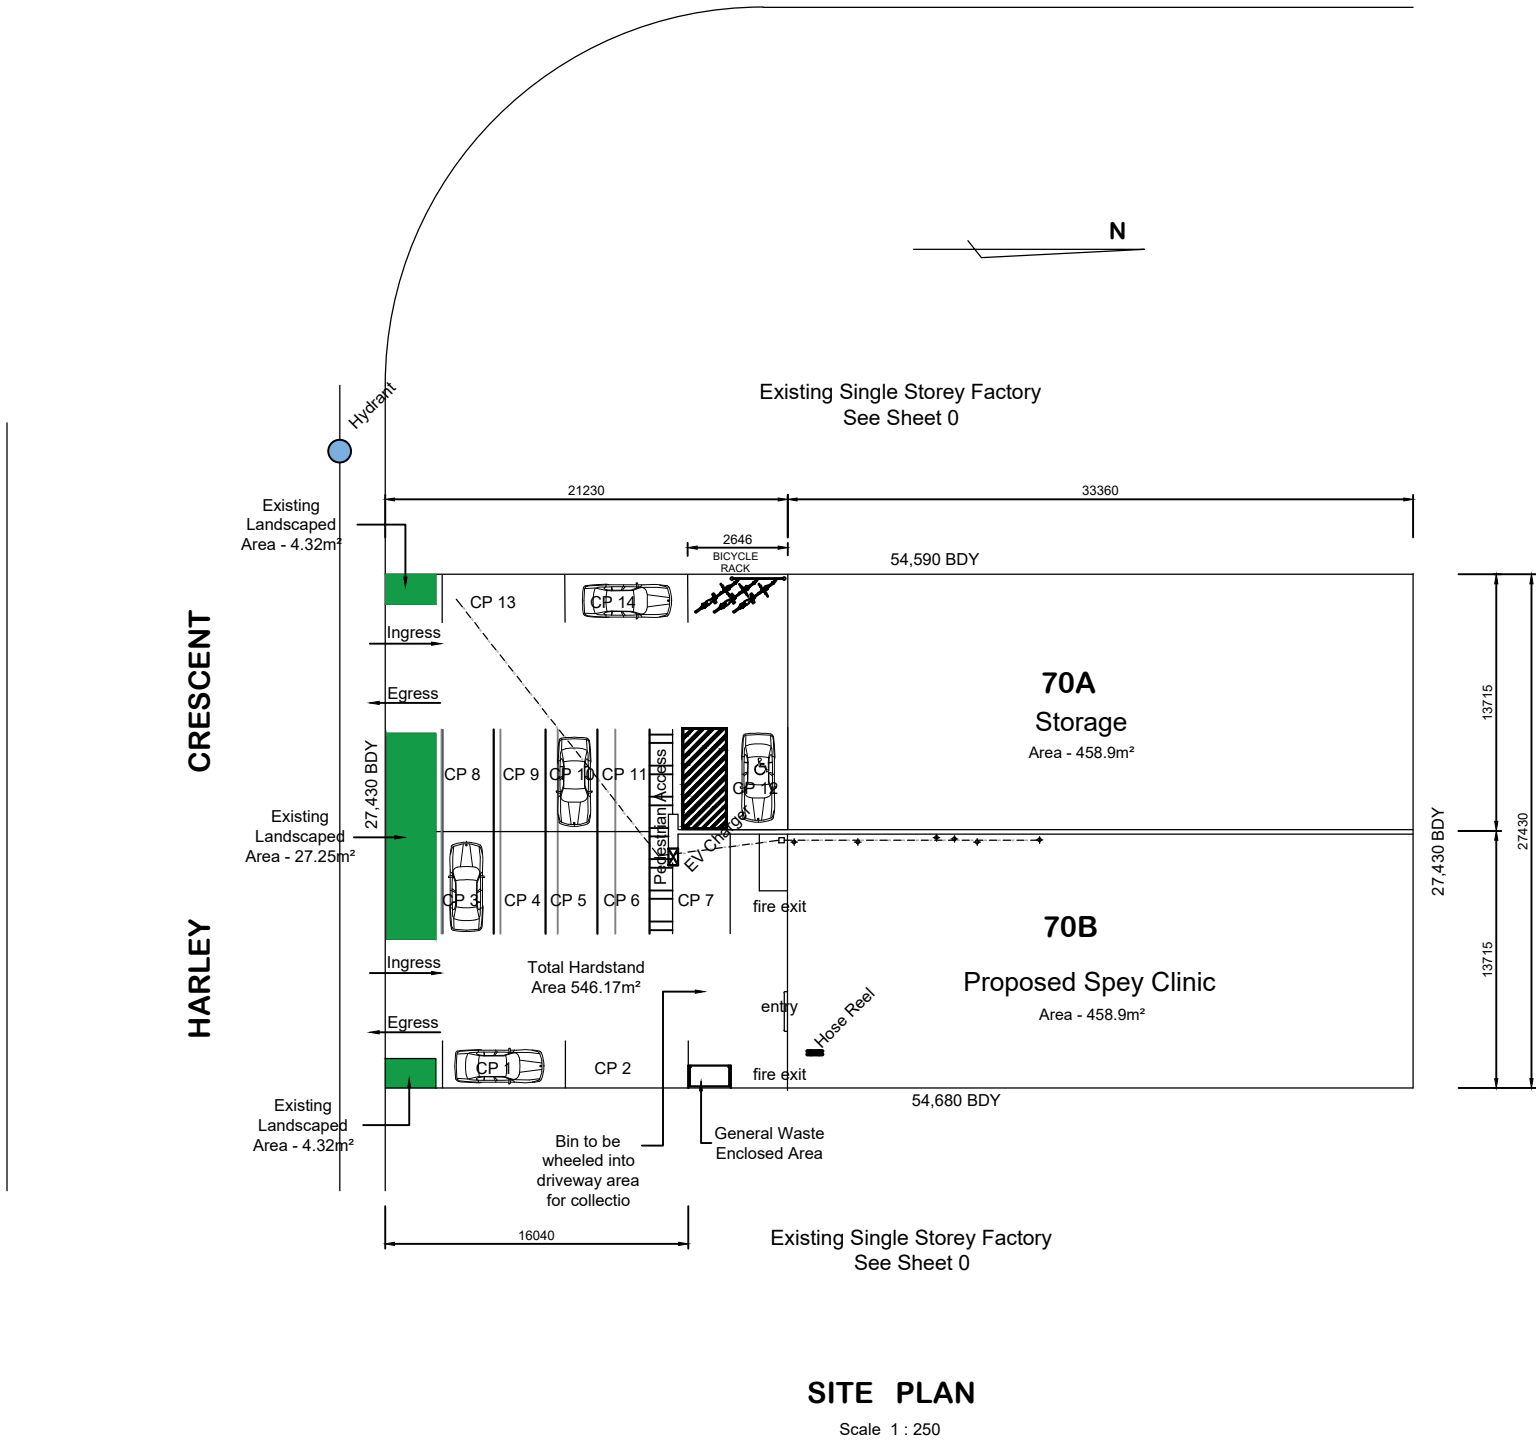 N
Hydrant
Existing Single Storey Factory
See Sheet 0
21230
33360
Existing
Landscaped
Area - 4.32m²
2646
BICYCLE
RACK
54,590 BDY
CP 13
CP 14
Ingress
Egress
CRESCENT
HARLEY
70A
Storage
Area - 458.9m²
13715
27430
27,430 BDY
CP 8
CP 9
CP 10
CP 11
Pedestrian Access
CP 12
EV Charger
Existing
Landscaped
Area - 27.25m²
27,430 BDY
CP 3
CP 4
CP 5
CP 6
CP 7
fire exit
70B
Proposed Spey Clinic
Area - 458.9m²
13715
Ingress
Total Hardstand
Area 546.17m²
entry
Hose Reel
Egress
CP 1
CP 2
fire exit
54,680 BDY
Existing
Landscaped
Area - 4.32m²
Bin to be
wheeled into
driveway area
for collectio
General Waste
Enclosed Area
16040
Existing Single Storey Factory
See Sheet 0
SITE PLAN
Scale 1 : 250